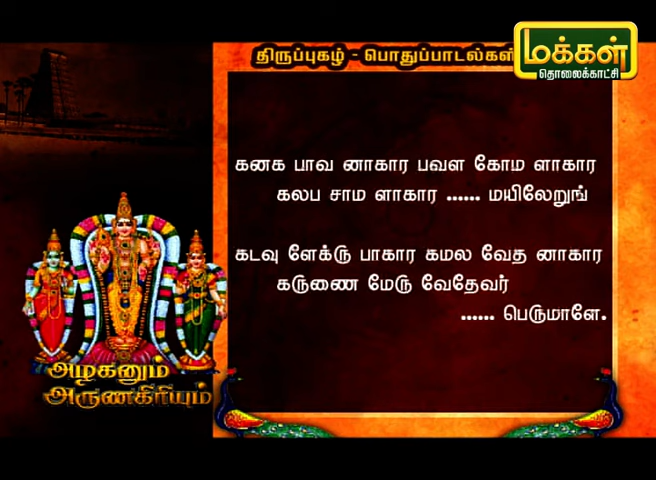 திருப்புகழ் - பொதுப்பாடல்கள்
மக்கள்
தொலைக்காட்சி
கனக பாவ னாகார பவள கோம ளாகார
கலப சாம ளாகார ...... மயிலேறுங்
கடவு ளேக்ரு பாகார கமல வேத னாகார
கருணை மேரு வேதேவர்
...... பெருமாளே.
அழகனும்
அருணகிரியும்